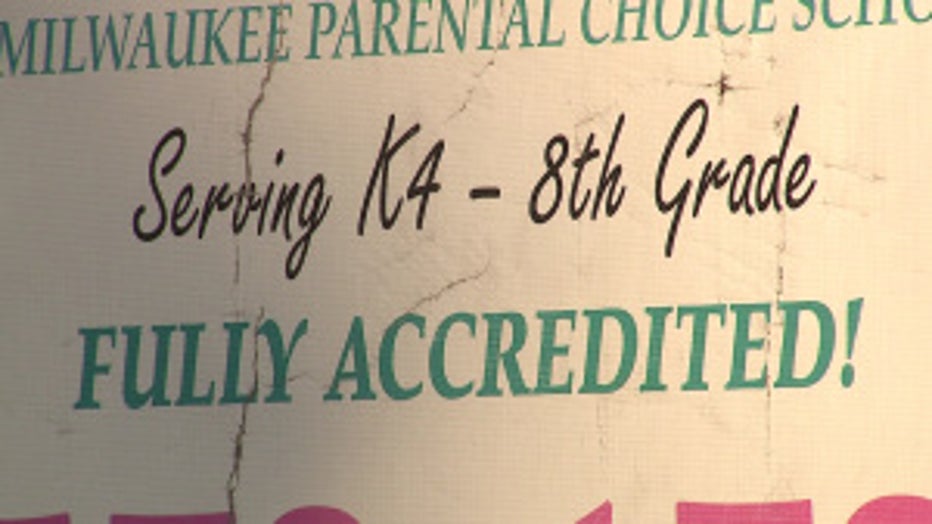 MILWAUKEE PARENTAL CHOICE
Serving K4 - 8th Grade
FULLY ACCREDITED!